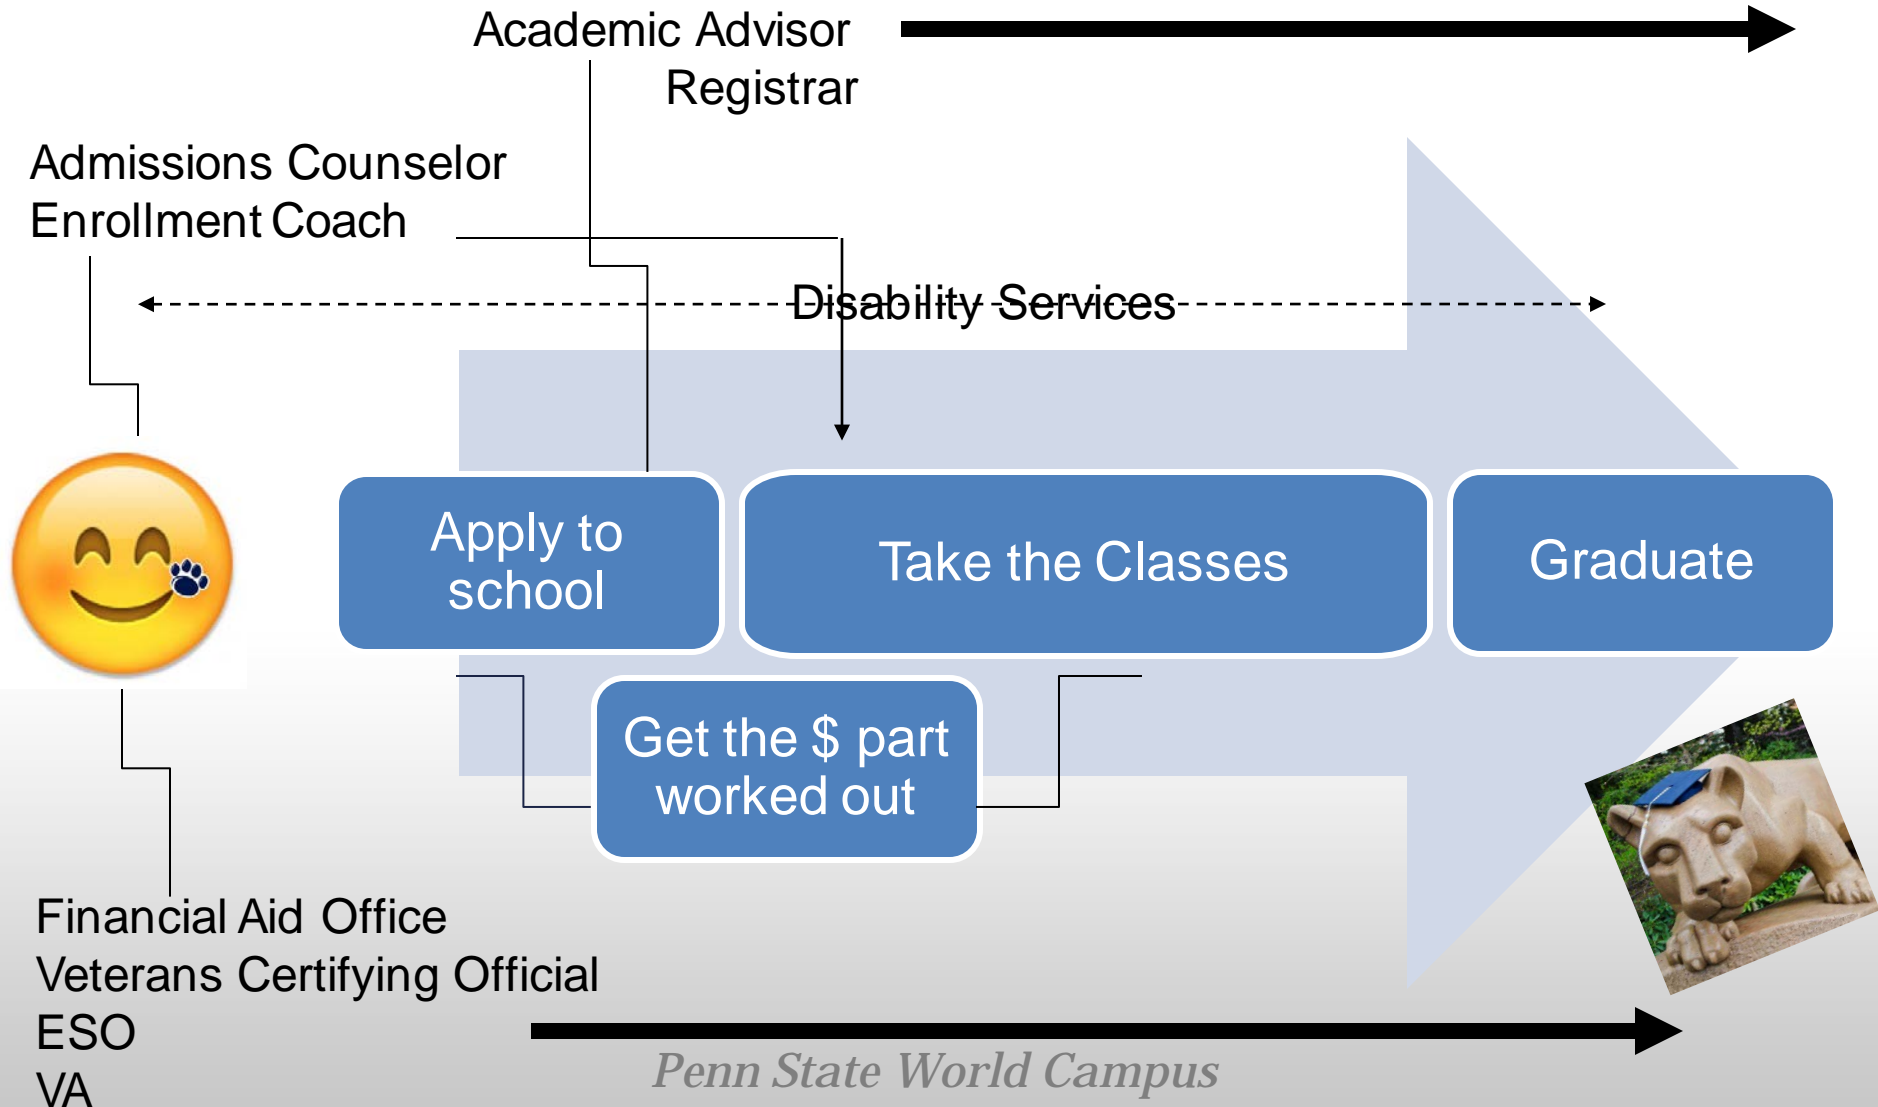 Academic Advisor
Registrar
Admissions Counselor
Enrollment Coach
Disability Services
Apply to
school
Take the Classes
Graduate
Get the $ part
worked out
Financial Aid Office
Veterans Certifying Official
ESO
VA
Penn State World Campus